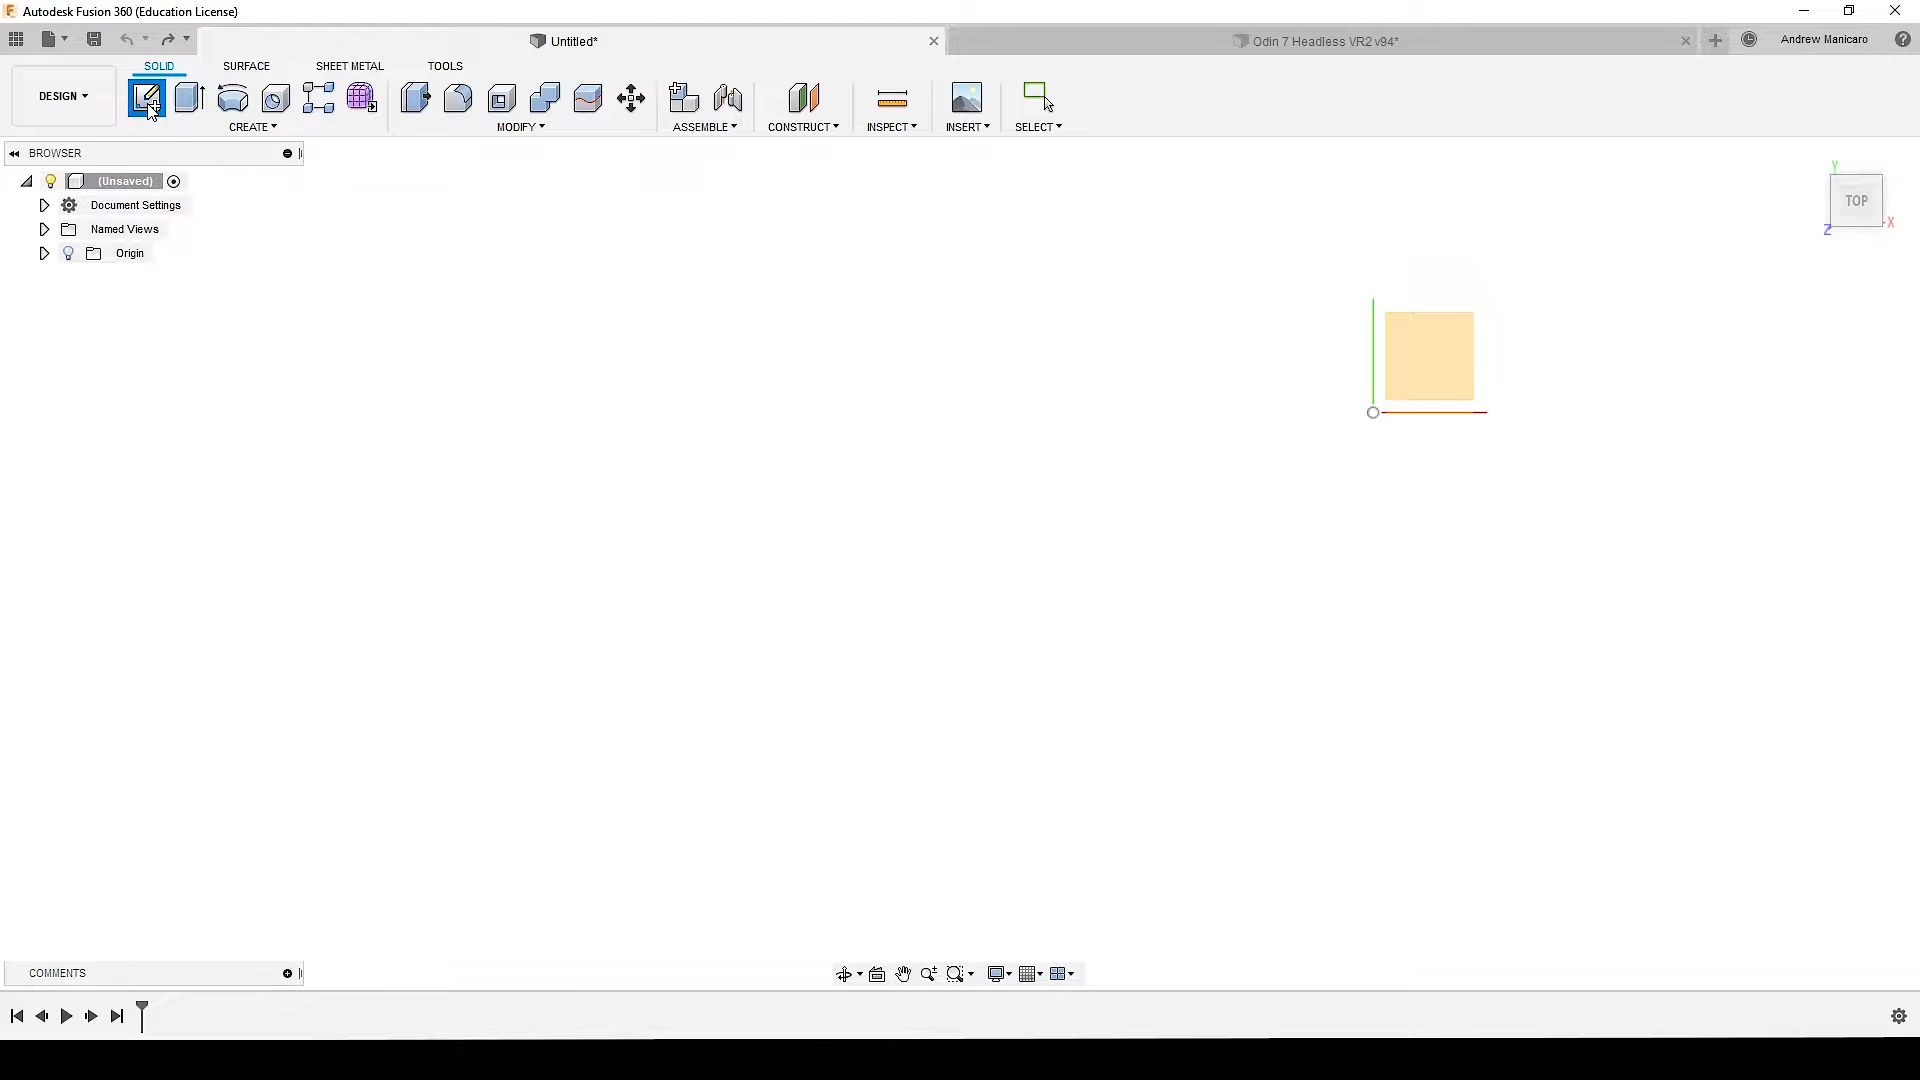 Autodesk Fusion 360 (Education License)
Untitled*
Odin 7 Headless VR2 v94*
Andrew Manicaro
SOLID
SURFACE
SHEET METAL
TOOLS
DESIGN
CREATE
MODIFY
ASSEMBLE
CONSTRUCT
INSPECT
INSERT
SELECT
BROWSER
(Unsaved)
Document Settings
Named Views
Origin
Y
TOP
X
Z
COMMENTS